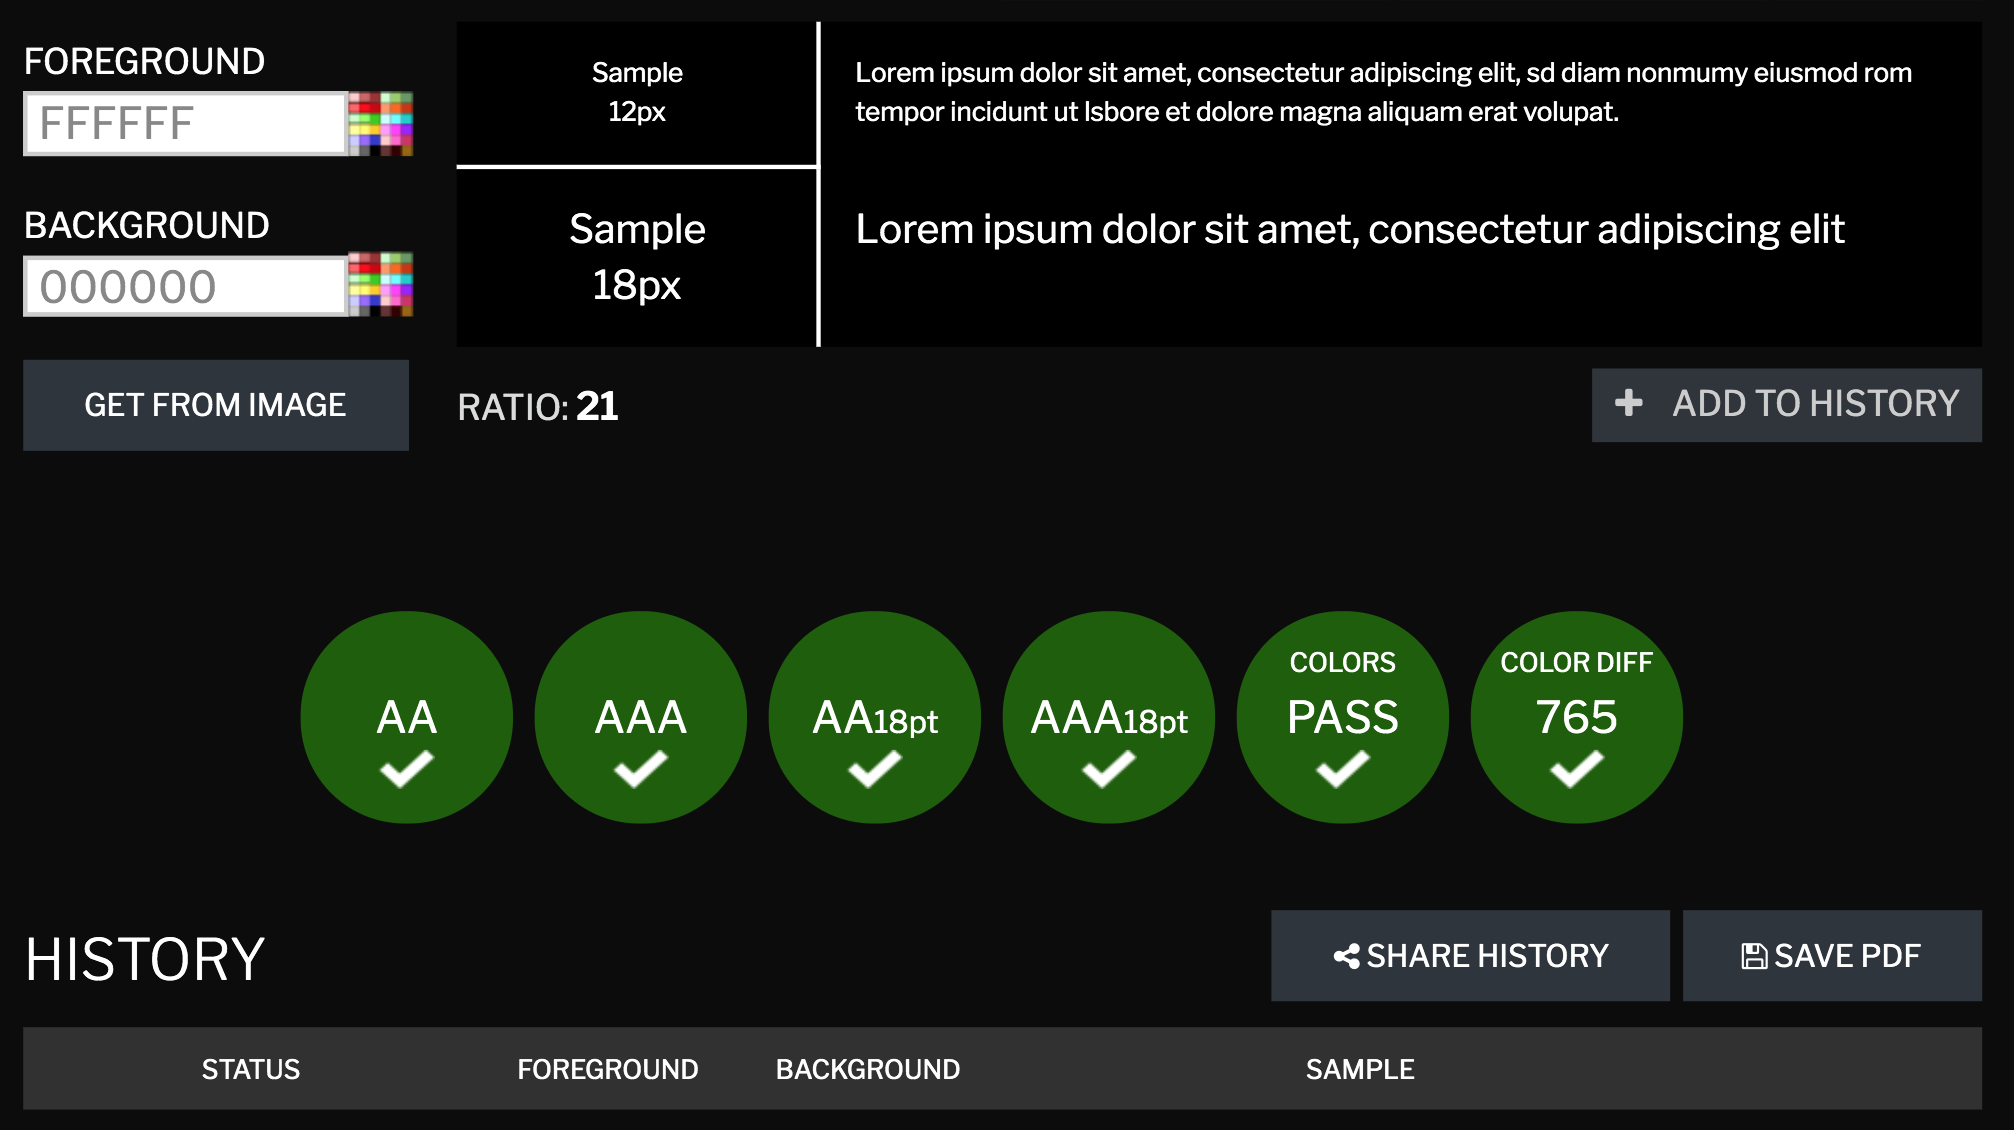 FOREGROUND
FFFFFF
BACKGROUND
000000
GET FROM IMAGE
Sample
12px
Lorem ipsum dolor sit amet, consectetur adipiscing elit, sd diam nonmumy eiusmod rom
tempor incidunt ut lsbore et dolore magna aliquam erat volupat.
Sample
18px
Lorem ipsum dolor sit amet, consectetur adipiscing elit
RATIO: 21
ADD TO HISTORY
AA
AAA
AA18pt
AAA18pt
COLORS
PASS
COLOR DIFF
765
HISTORY
SHARE HISTORY
SAVE PDF
STATUS FOREGROUND BACKGROUND SAMPLE